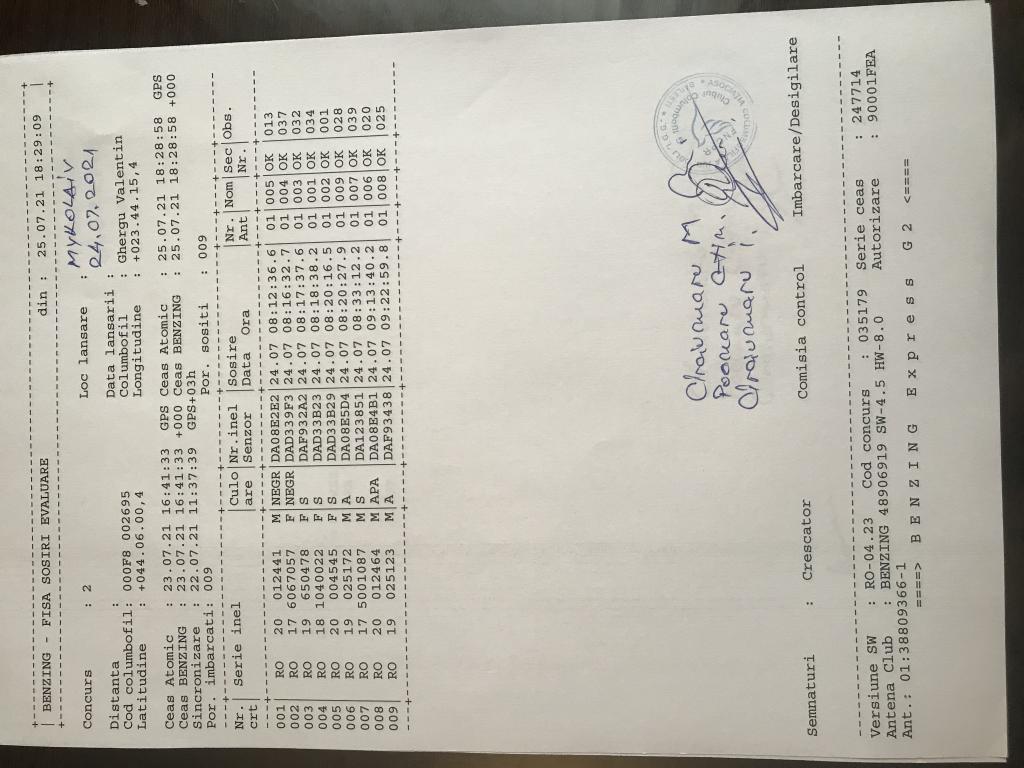 | BENZING - FISA SOSIRI EVALUARE din : 25.07.21 18:29:09 |
Concurs : 2 Loc lansare : MYKOLAIV
Data lansarii : 24.07.2021
Distanta : Columbofil : Ghergu Valentin
Cod columbofil: 000F8 002695 Longitudine : +023.44.15,4
Latitudine : +044.06.00,4
Ceas Atomic : 23.07.21 16:41:33 GPS Ceas Atomic : 25.07.21 18:28:58 GPS
Ceas BENZING : 23.07.21 16:41:33 +000 Ceas BENZING : 25.07.21 18:28:58 +000
Sincronizare : 22.07.21 11:37:39 GPS+03h
Por. imbarcati: 009 Por. sositi : 009
Nr.| Serie inel |Culo|Nr.inel |Sosire |Nr.|Nom|Sec|Obs.
crt| |are |Senzor |Data Ora |Ant| |Nr.|
001 RO 20 012441 M NEGR DA08E2E2 24.07 08:12:36.6 01 005 OK 013
002 RO 17 6057057 F NEGR DAD339F3 24.07 08:16:32.7 01 004 OK 037
003 RO 19 650478 F S DAF932A2 24.07 08:17:37.6 01 003 OK 032
004 RO 18 1040022 F S DAD33B23 24.07 08:18:38.2 01 001 OK 034
005 RO 20 004545 F S DAD33B29 24.07 08:20:16.5 01 002 OK 001
006 RO 19 025172 M A DA08E5D4 24.07 08:20:27.9 01 009 OK 028
007 RO 17 5001087 M S DA123851 24.07 08:33:12.2 01 007 OK 039
008 RO 20 012464 M APA DA08E4B1 24.07 09:13:40.2 01 006 OK 020
009 RO 19 025123 M A DAF93438 24.07 09:22:59.8 01 008 OK 025
Semnaturi : Crescator Comisia control Imbarcare/Desigilare
Versiune SW : RO-04.23 Cod concurs : 035179 Serie ceas : 247714
Antena Club : BENZING 48906919 SW-4.5 HW-8.0 Autorizare : 90001FEA
Ant.: 01:38809366-1
====> B E N Z I N G E x p r e s s G 2 <====